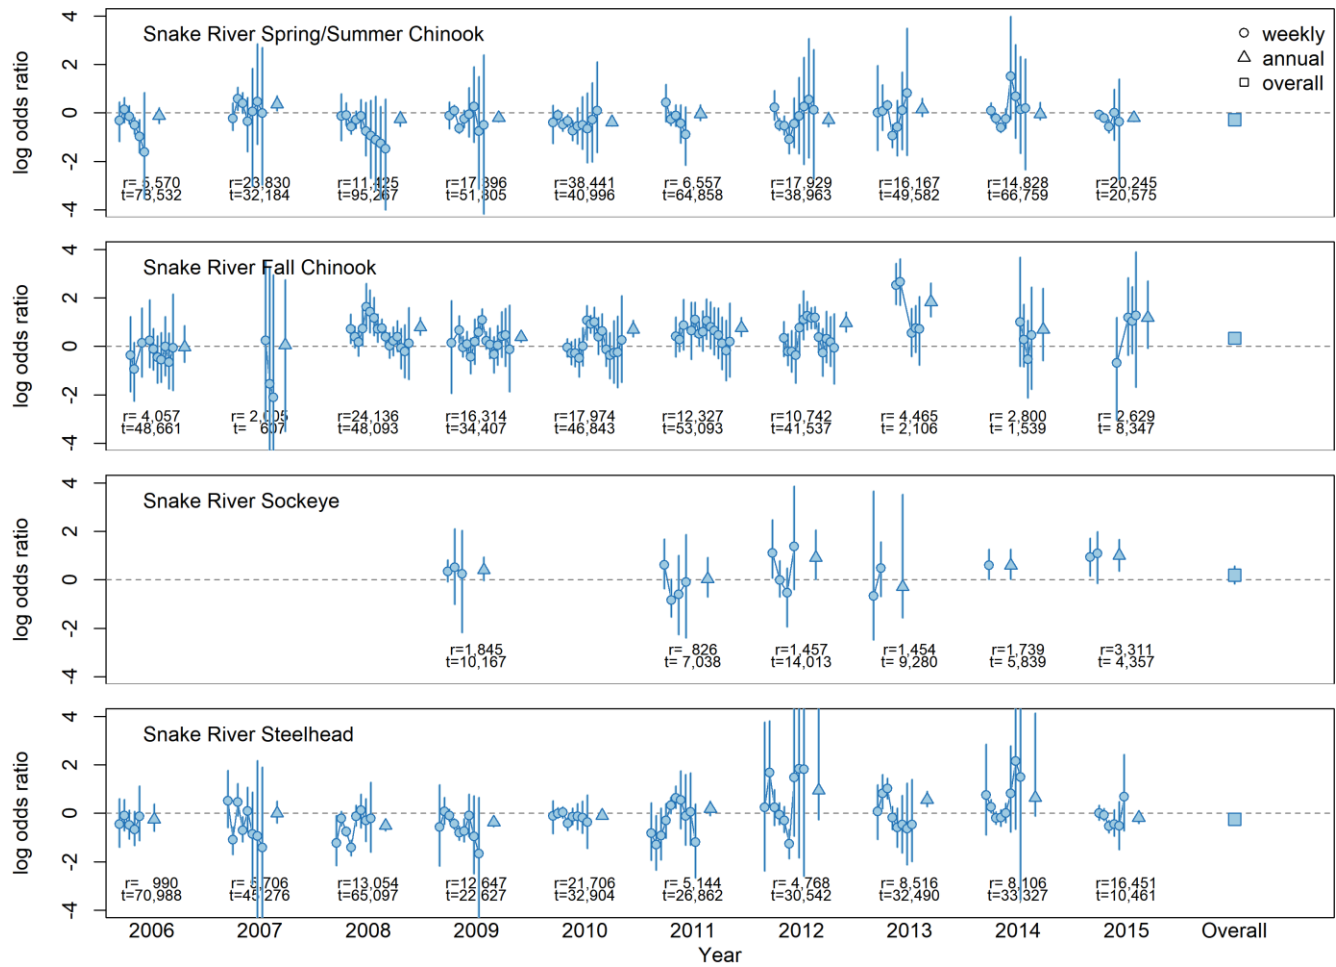 Snake River Spring/Summer Chinook
weekly
annual
overall
log odds ratio
4
2
0
-2
-4
r= 5,570 r=23,830 r=38,441 r= 6,557 r=17,929 r=16,167 r=14,828 r=20,245
t=32,184 t=95,267 t=40,996 t=64,858 t=38,963 t=49,582 t=66,759 t=20,575
Snake River Fall Chinook
log odds ratio
4
2
0
-2
-4
r= 4,057 r=24,136 r=16,314 r=17,974 r=12,327 r=10,742 r= 4,465 r= 2,800 r= 2,629
t=48,661 t= 607 t=48,093 t=34,407 t=46,843 t=53,093 t=41,537 t= 2,106 t= 1,539 t= 8,347
Snake River Sockeye
log odds ratio
4
2
0
-2
-4
r=1,845 r= 826 r=1,457 r=1,454 r=1,739 r=3,311
t=10,167 t= 7,038 t=14,013 t= 9,280 t= 5,839 t= 4,357
Snake River Steelhead
log odds ratio
4
2
0
-2
-4
r= 990 r= 5,706 r=13,054 r=12,647 r=21,706 r= 5,144 r= 4,768 r= 8,516 r= 8,106 r=16,451
t=70,988 t=45,276 t=65,097 t=22,627 t=32,904 t=26,862 t=30,542 t=32,490 t=33,327 t=10,461
2006 2007 2008 2009 2010 2011 2012 2013 2014 2015 Overall
Year